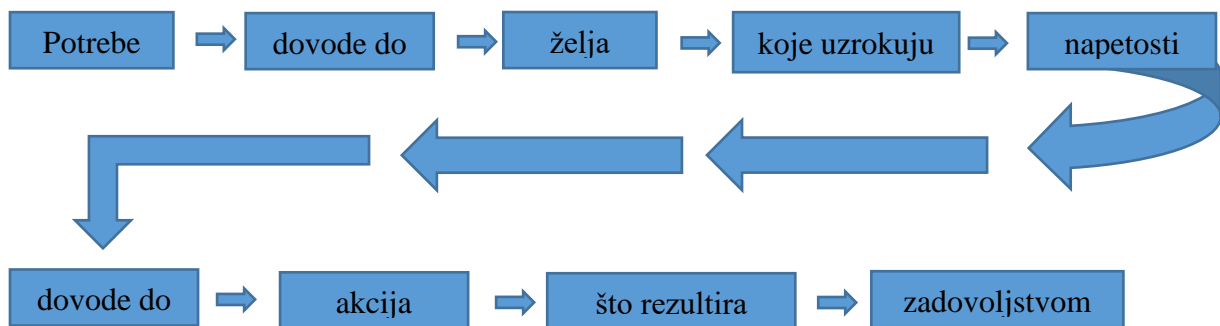 Potrebe
dovode do
želja
koje uzrokuju
napetosti
dovode do
akcija
što rezultira
zadovoljstvom